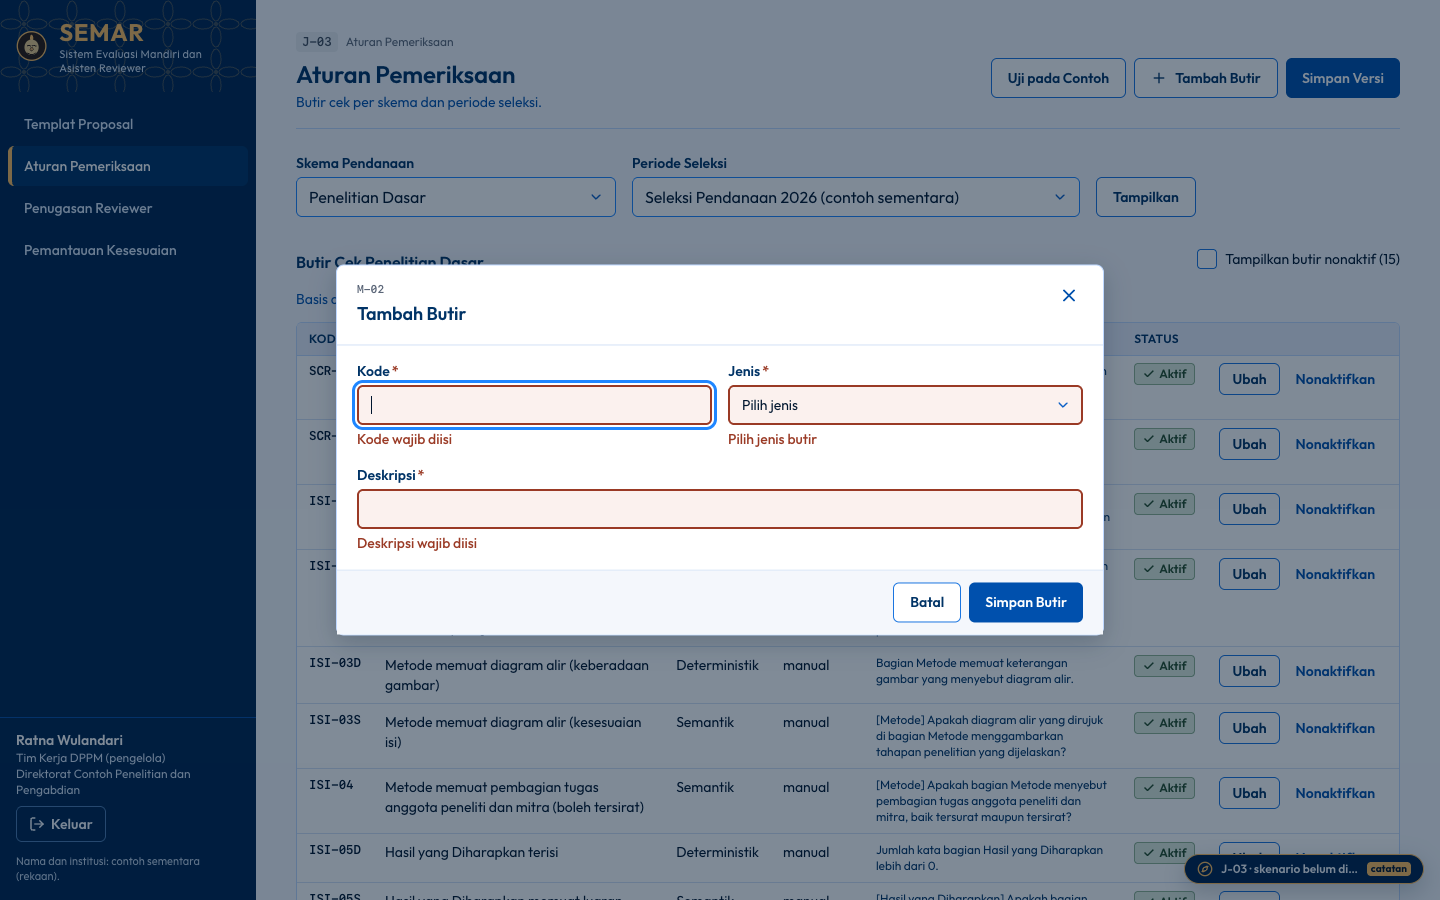 SEMAR
Sistem Evaluasi Mandiri dan
Asisten Reviewer
Templat Proposal
Aturan Pemeriksaan
Penugasan Reviewer
Pemantauan Kesesuaian
Ratna Wulandari
Tim Kerja DPPM (pengelola)
Direktorat Contoh Penelitian dan
Pengabdian
Keluar
Nama dan institusi: contoh sementara
(rekaan).
J-03 Aturan Pemeriksaan
Aturan Pemeriksaan
Butir cek per skema dan periode seleksi.
Uji pada Contoh
Tambah Butir
Simpan Versi
Skema Pendanaan
Penelitian Dasar
Periode Seleksi
Seleksi Pendanaan 2026 (contoh sementara)
Tampilkan
Butir Cek Penelitian Dasar
Tampilkan butir nonaktif (15)
Basis
STATUS
Aktif
Ubah
Nonaktifkan
Aktif
Ubah
Nonaktifkan
Aktif
Ubah
Nonaktifkan
Aktif
Ubah
Nonaktifkan
M-02
Tambah Butir
Kode *
Kode wajib diisi
Jenis *
Pilih jenis
Pilih jenis butir
Deskripsi *
Deskripsi wajib diisi
Batal
Simpan Butir
ISI-03D Metode memuat diagram alir (keberadaan
gambar)
Deterministik manual
Bagian Metode memuat keterangan
gambar yang menyebut diagram alir.
Aktif
Ubah
Nonaktifkan
ISI-03S Metode memuat diagram alir (kesesuaian
isi)
Semantik manual
[Metode] Apakah diagram alir yang dirujuk
di bagian Metode menggambarkan
tahapan penelitian yang dijelaskan?
Aktif
Ubah
Nonaktifkan
ISI-04 Metode memuat pembagian tugas
anggota peneliti dan mitra (boleh tersirat)
Semantik manual
[Metode] Apakah bagian Metode menyebut
pembagian tugas anggota peneliti dan
mitra, baik tersurat maupun tersirat?
Aktif
Ubah
Nonaktifkan
ISI-05D Hasil yang Diharapkan terisi
Deterministik manual
Jumlah kata bagian Hasil yang Diharapkan
lebih dari 0.
Aktif
J-03 · skenario belum di... catatan